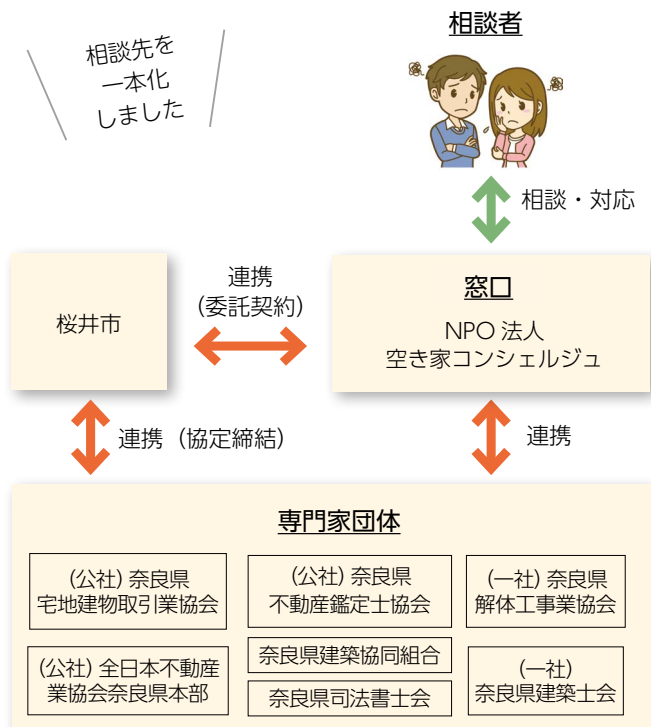 相談先を
一本化
しました
相談者
相談・対応
桜井市
連携
(委託契約)
窓口
NPO 法人
空き家コンシェルジュ
連携（協定締結）
連携
専門家団体
(公社) 奈良県
宅地建物取引業協会
(公社) 奈良県
不動産鑑定士協会
(一社) 奈良県
解体工事業協会
(公社) 全日本不動産
業協会奈良県本部
奈良県建築協同組合
奈良県司法書士会
(一社)
奈良県建築士会